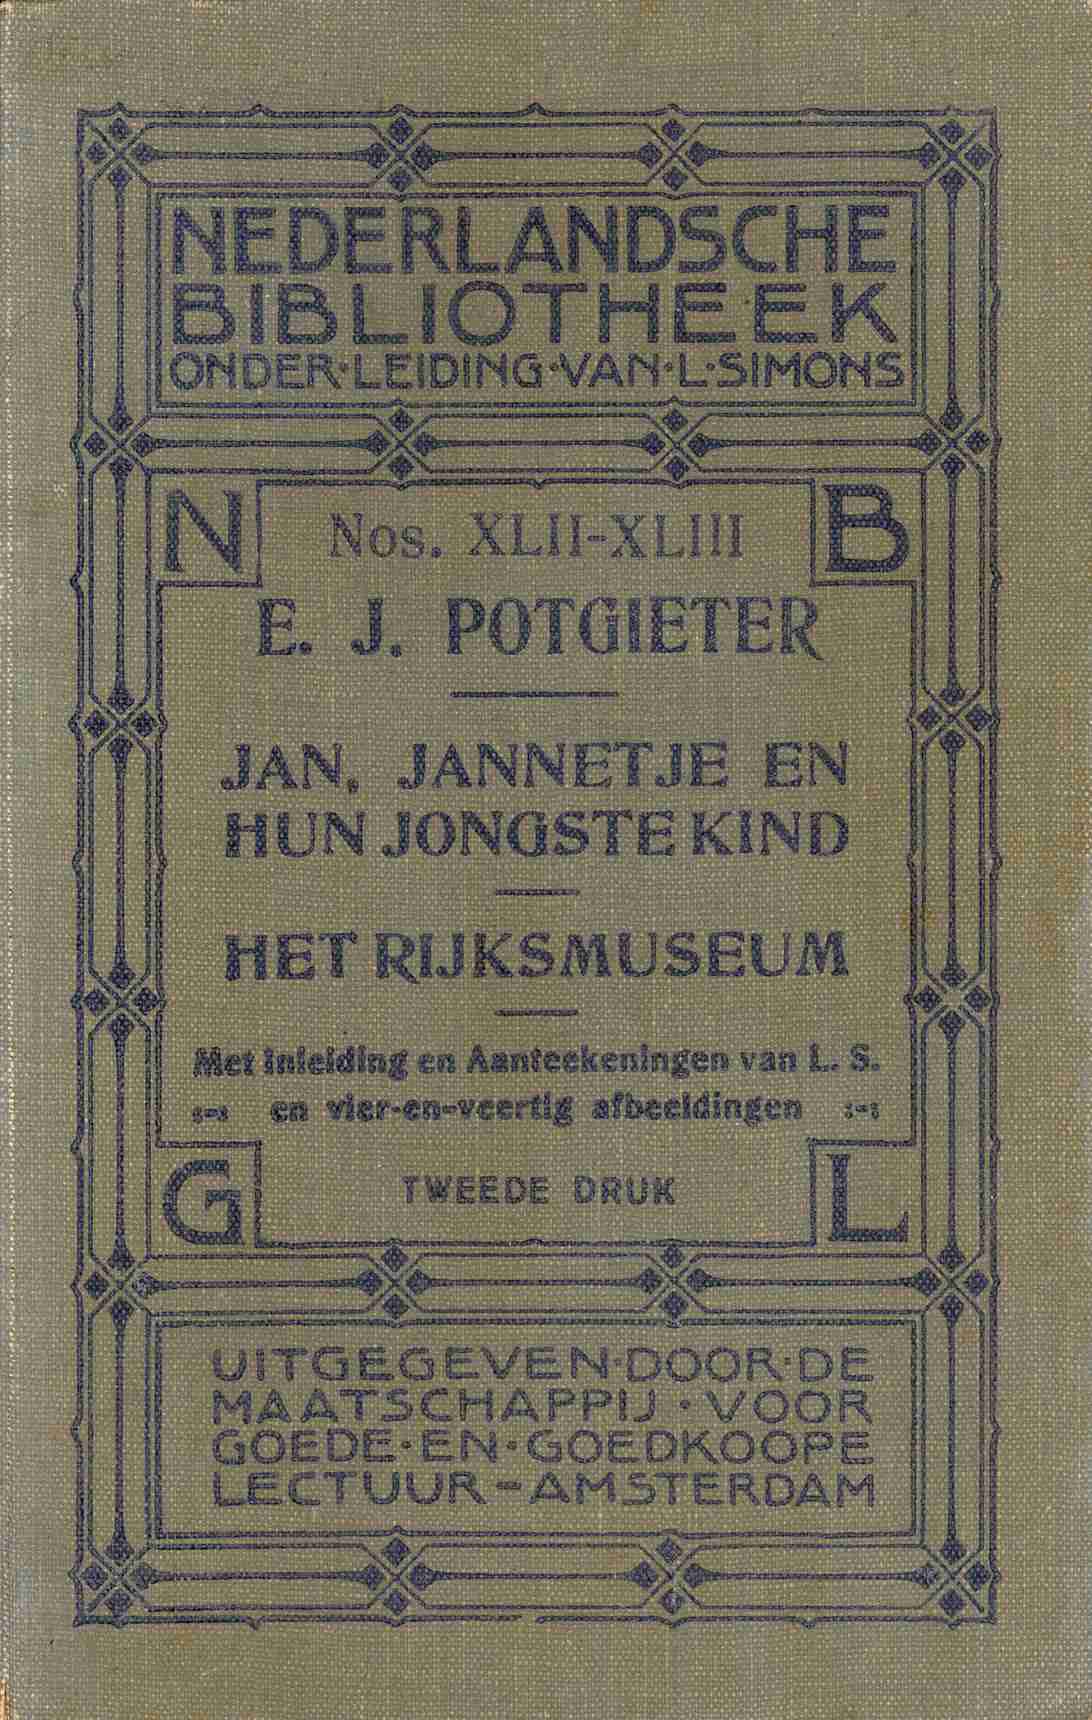 NEDERLANDSCHE
BIBLIOTHEEK
ONDER·LEIDING·VAN·L·SIMONS
N
B
Nos. XLII-XLIII
E. J. POTGIETER
JAN, JANNETJE EN
HUN JONGSTE KIND
HET RIJKSMUSEUM
Met Inleiding en Aanteekeningen van L. S.
:-: en vier-en-veertig afbeeldingen :-:
TWEEDE DRUK
G
L
UITGEGEVEN·DOOR·DE
MAATSCHAPPIJ·VOOR
GOEDE·EN·GOEDKOOPE
LECTUUR-AMSTERDAM